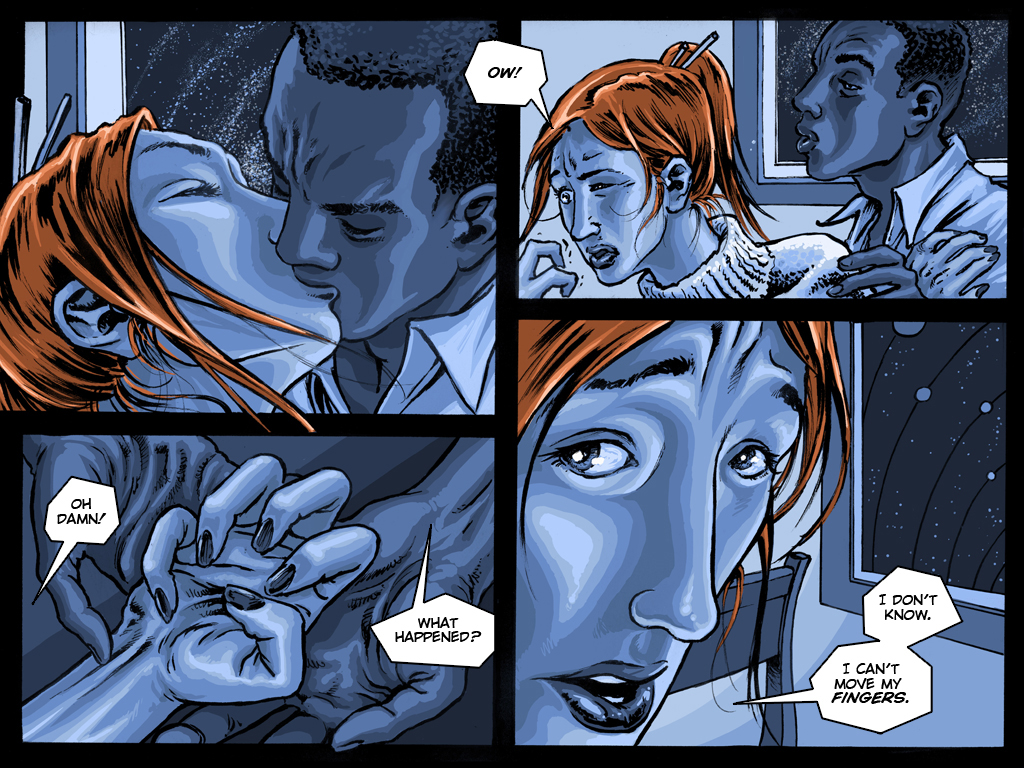 OW!
OH
DAMN!
WHAT
HAPPENED?
I DON'T
KNOW.
I CAN'T
MOVE MY
FINGERS.